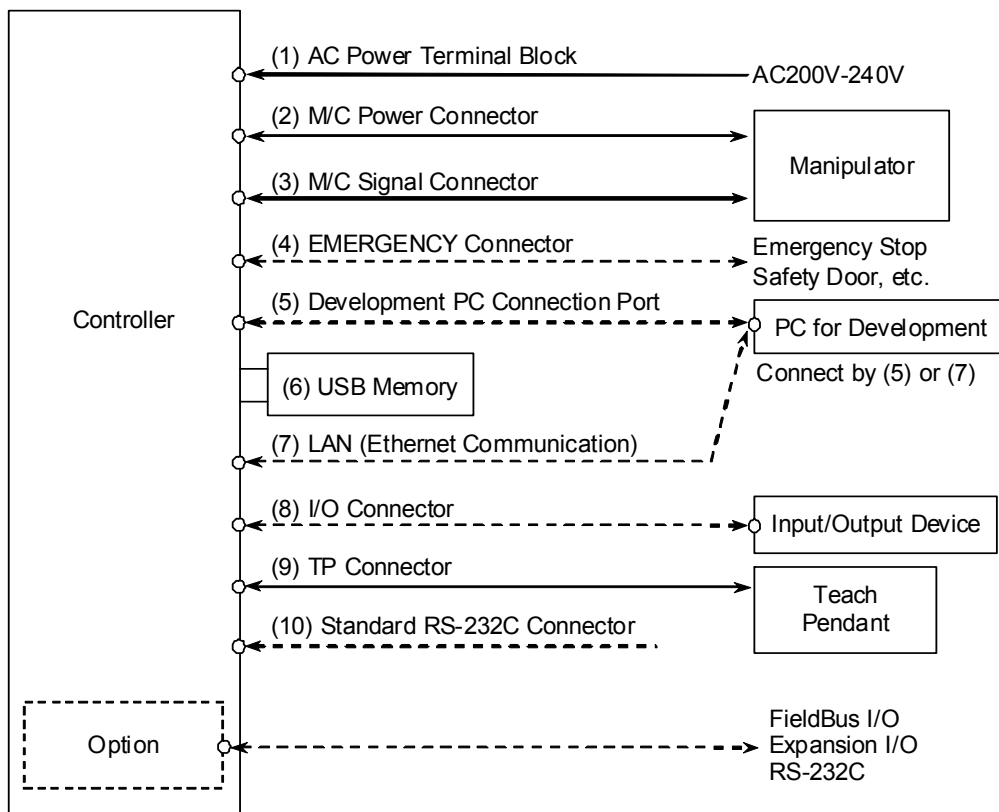 (1) AC Power Terminal Block
AC200V-240V
(2) M/C Power Connector
Manipulator
(3) M/C Signal Connector
(4) EMERGENCY Connector
Emergency Stop
Safety Door, etc.
Controller
(5) Development PC Connection Port
PC for Development
Connect by (5) or (7)
(6) USB Memory
(7) LAN (Ethernet Communication)
(8) I/O Connector
Input/Output Device
(9) TP Connector
Teach
Pendant
(10) Standard RS-232C Connector
Option
FieldBus I/O
Expansion I/O
RS-232C